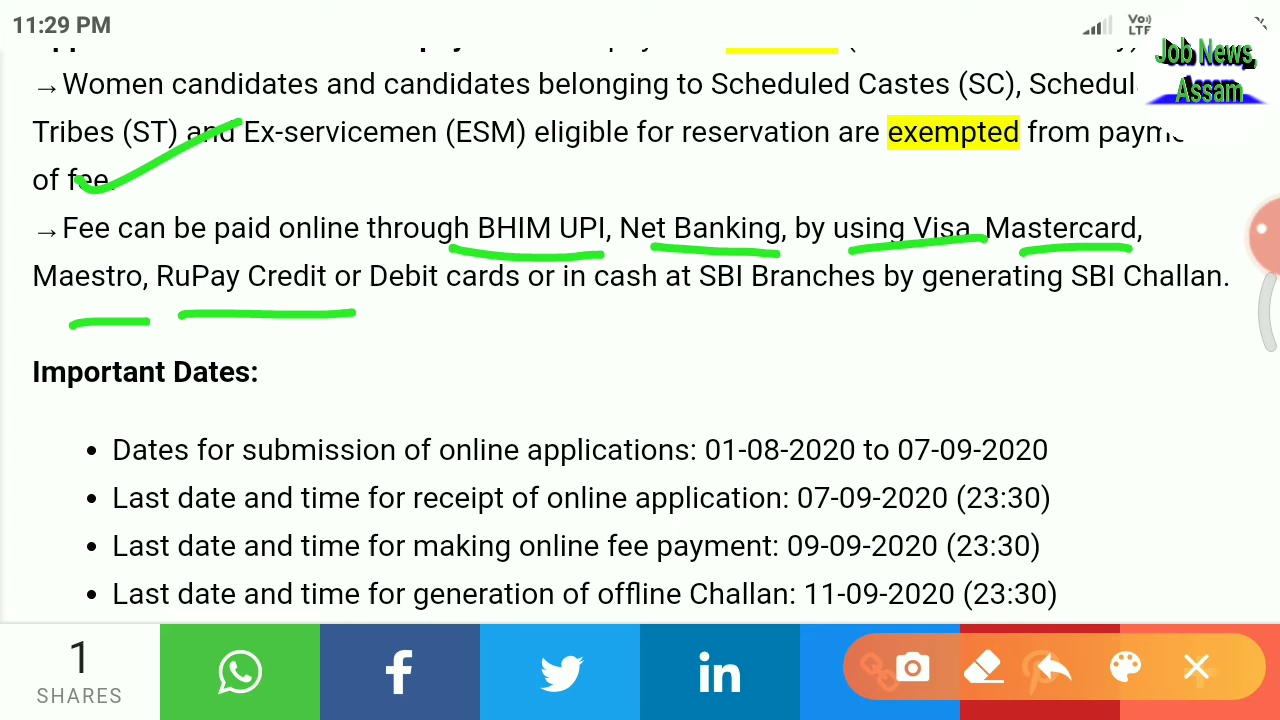 11:29 PM
Vo) LTE
Job News,
Assam
→Women candidates and candidates belonging to Scheduled Castes (SC),
Tribes (ST) and Ex-servicemen (ESM) eligible for reservation are exempted from
of fee.
→Fee can be paid online through BHIM UPI, Net Banking, by using Visa Mastercard,
Maestro, RuPay Credit or Debit cards or in cash at SBI Branches by generating SBI Challan.
Important Dates:
• Dates for submission of online applications: 01-08-2020 to 07-09-2020
• Last date and time for receipt of online application: 07-09-2020 (23:30)
• Last date and time for making online fee payment: 09-09-2020 (23:30)
• Last date and time for generation of offline Challan: 11-09-2020 (23:30)
1
SHARES